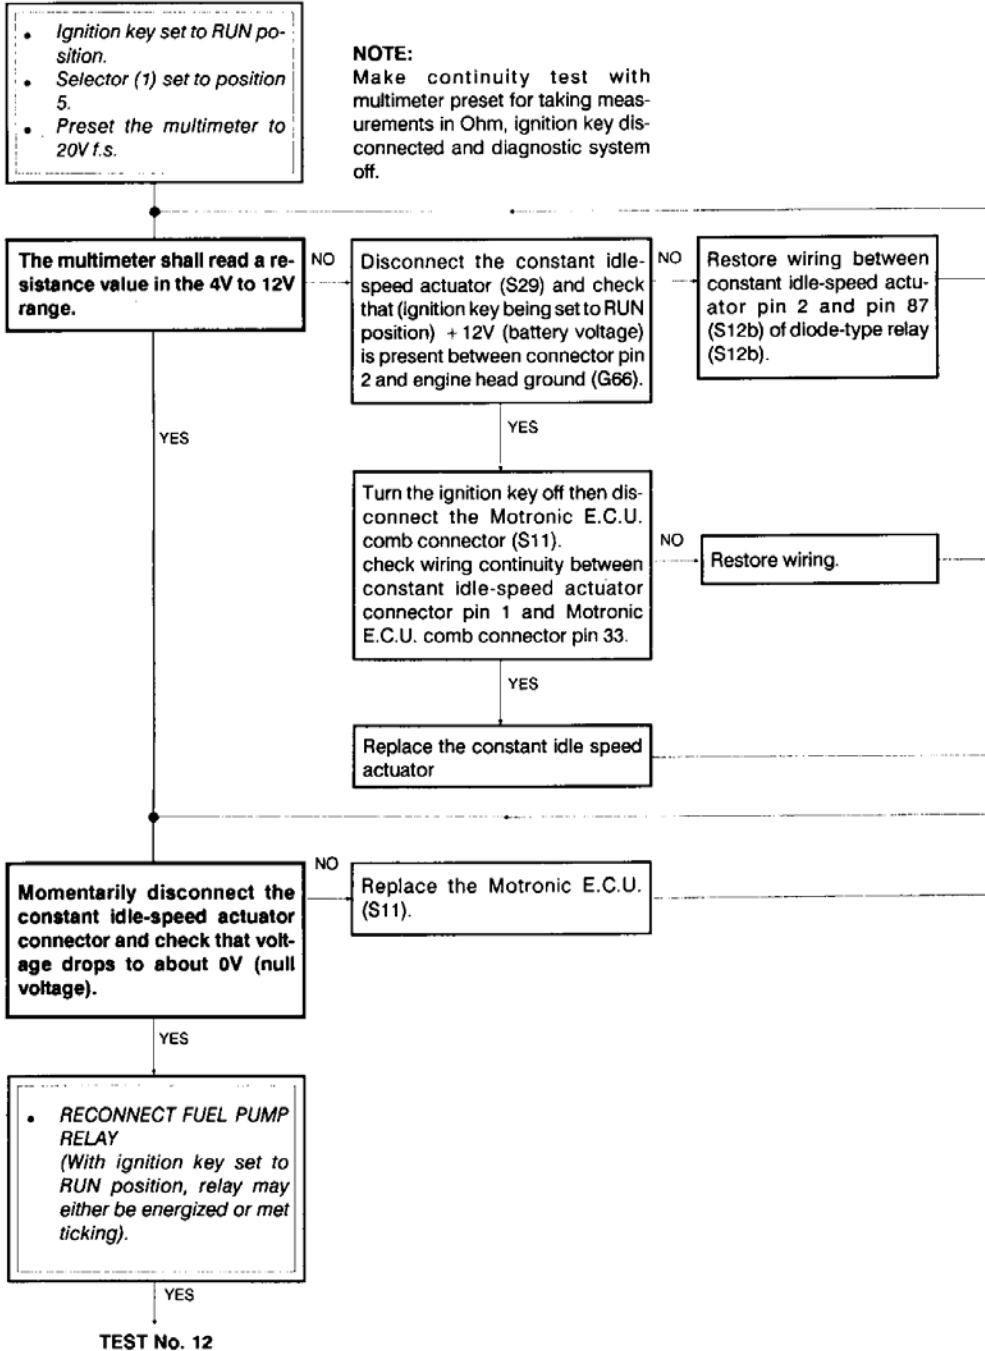 • Ignition key set to RUN po-
sition.
• Selector (1) set to position
5.
• Preset the multimeter to
20V f.s.
NOTE:
Make continuity test with
multimeter preset for taking meas-
urements in Ohm, ignition key dis-
connected and diagnostic system
off.
The multimeter shall read a re-
sistance value in the 4V to 12V
range.
NO
Disconnect the constant idle-
speed actuator (S29) and check
that (ignition key being set to RUN
position) + 12V (battery voltage)
is present between connector pin
2 and engine head ground (G66).
NO
Restore wiring between
constant idle-speed actu-
ator pin 2 and pin 87
(S12b) of diode-type relay
(S12b).
YES
YES
Turn the ignition key off then dis-
connect the Motronic E.C.U.
comb connector (S11).
check wiring continuity between
constant idle-speed actuator
connector pin 1 and Motronic
E.C.U. comb connector pin 33.
NO
Restore wiring.
YES
Replace the constant idle speed
actuator
Momentarily disconnect the
constant idle-speed actuator
connector and check that volt-
age drops to about 0V (null
voltage).
NO
Replace the Motronic E.C.U.
(S11).
YES
• RECONNECT FUEL PUMP
RELAY
(With ignition key set to
RUN position, relay may
either be energized or met
ticking).
YES
TEST No. 12